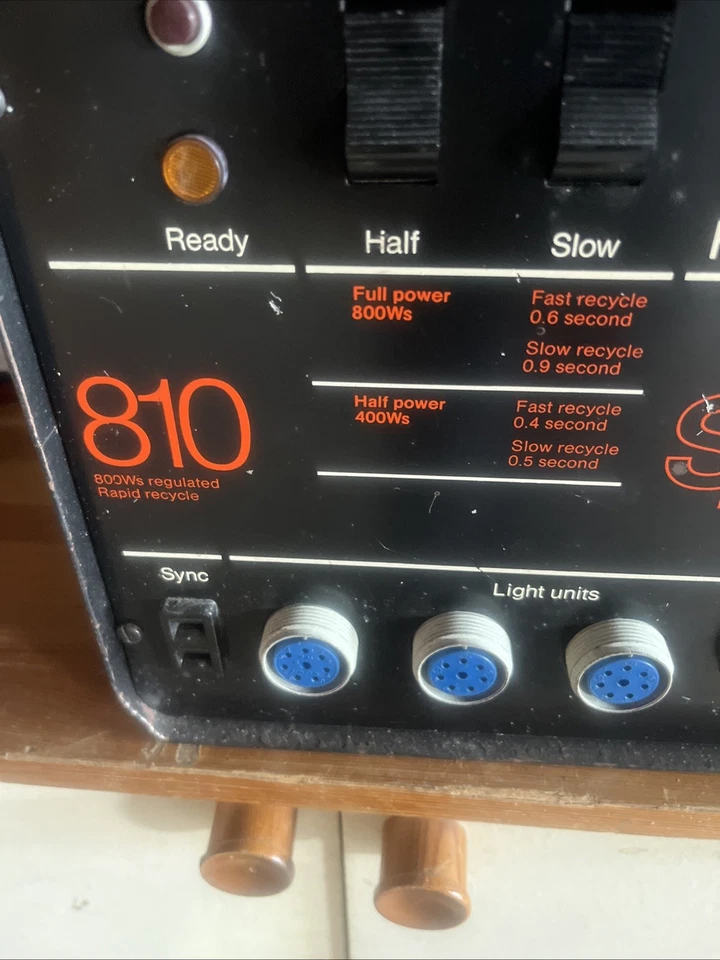 Ready
Half
Slow
Full power
800Ws
Fast recycle
0.6 second
Slow recycle
0.9 second
Half power
400Ws
Fast recycle
0.4 second
Slow recycle
0.5 second
810
800Ws regulated
Rapid recycle
Sync
Light units